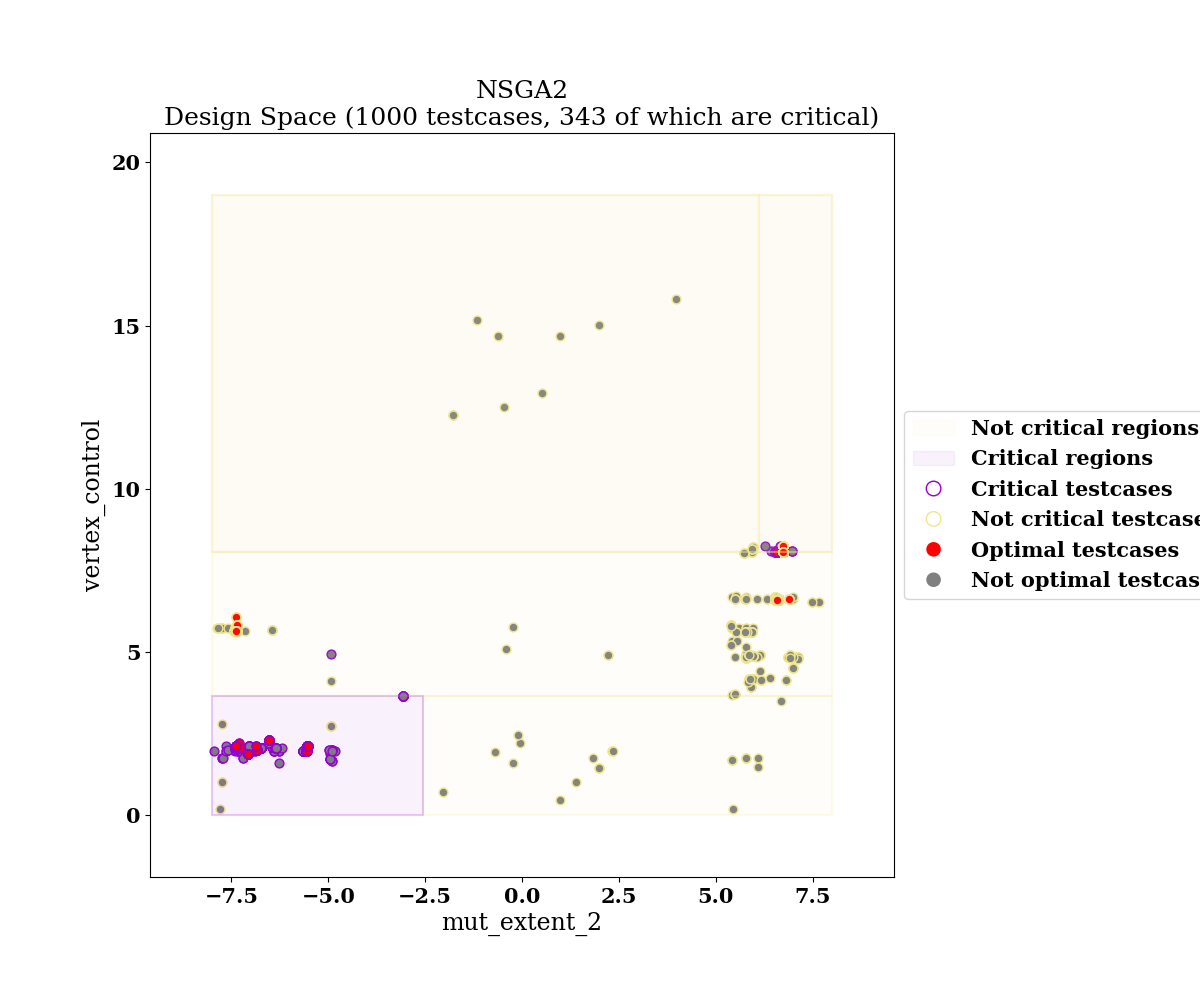 NSGA2
Design Space (1000 testcases, 343 of which are critical)
20
15
10
5
0
vertex_control
−7.5
−5.0
−2.5
0.0
2.5
5.0
7.5
mut_extent_2
Not critical regions
Critical regions
Critical testcases
Not critical testcase
Optimal testcases
Not optimal testcas